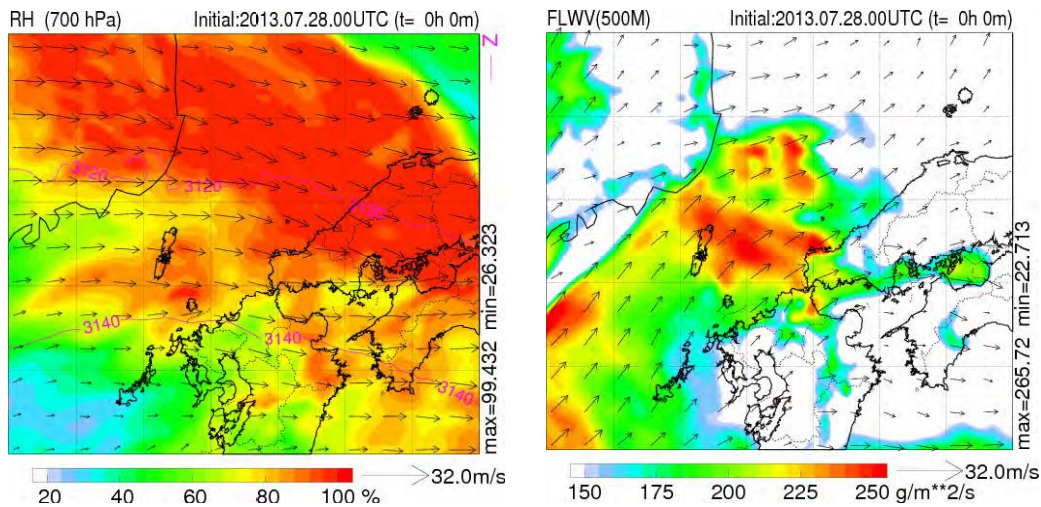 RH (700 hPa) Initial:2013.07.28.00UTC (t= 0h 0m)
Z
3120
3120
3120
3140
3140
3140
max=99.432 min=26.323
20 40 60 80 100 %
32.0m/s
FLWV(500M) Initial:2013.07.28.00UTC (t= 0h 0m)
max=265.72 min=22.713
150 175 200 225 250 g/m**2/s
32.0m/s